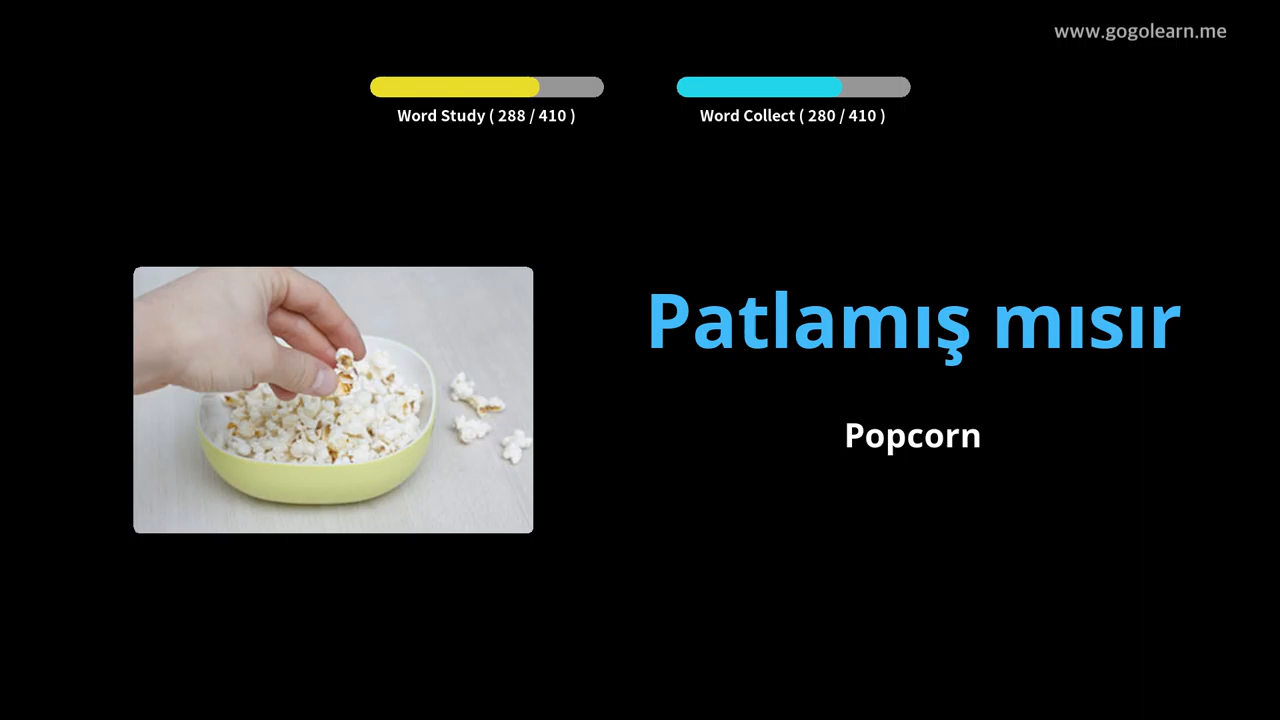 www.gogolearn.me
Word Study ( 288 / 410 )
Word Collect ( 280 / 410 )
Patlamış mısır
Popcorn